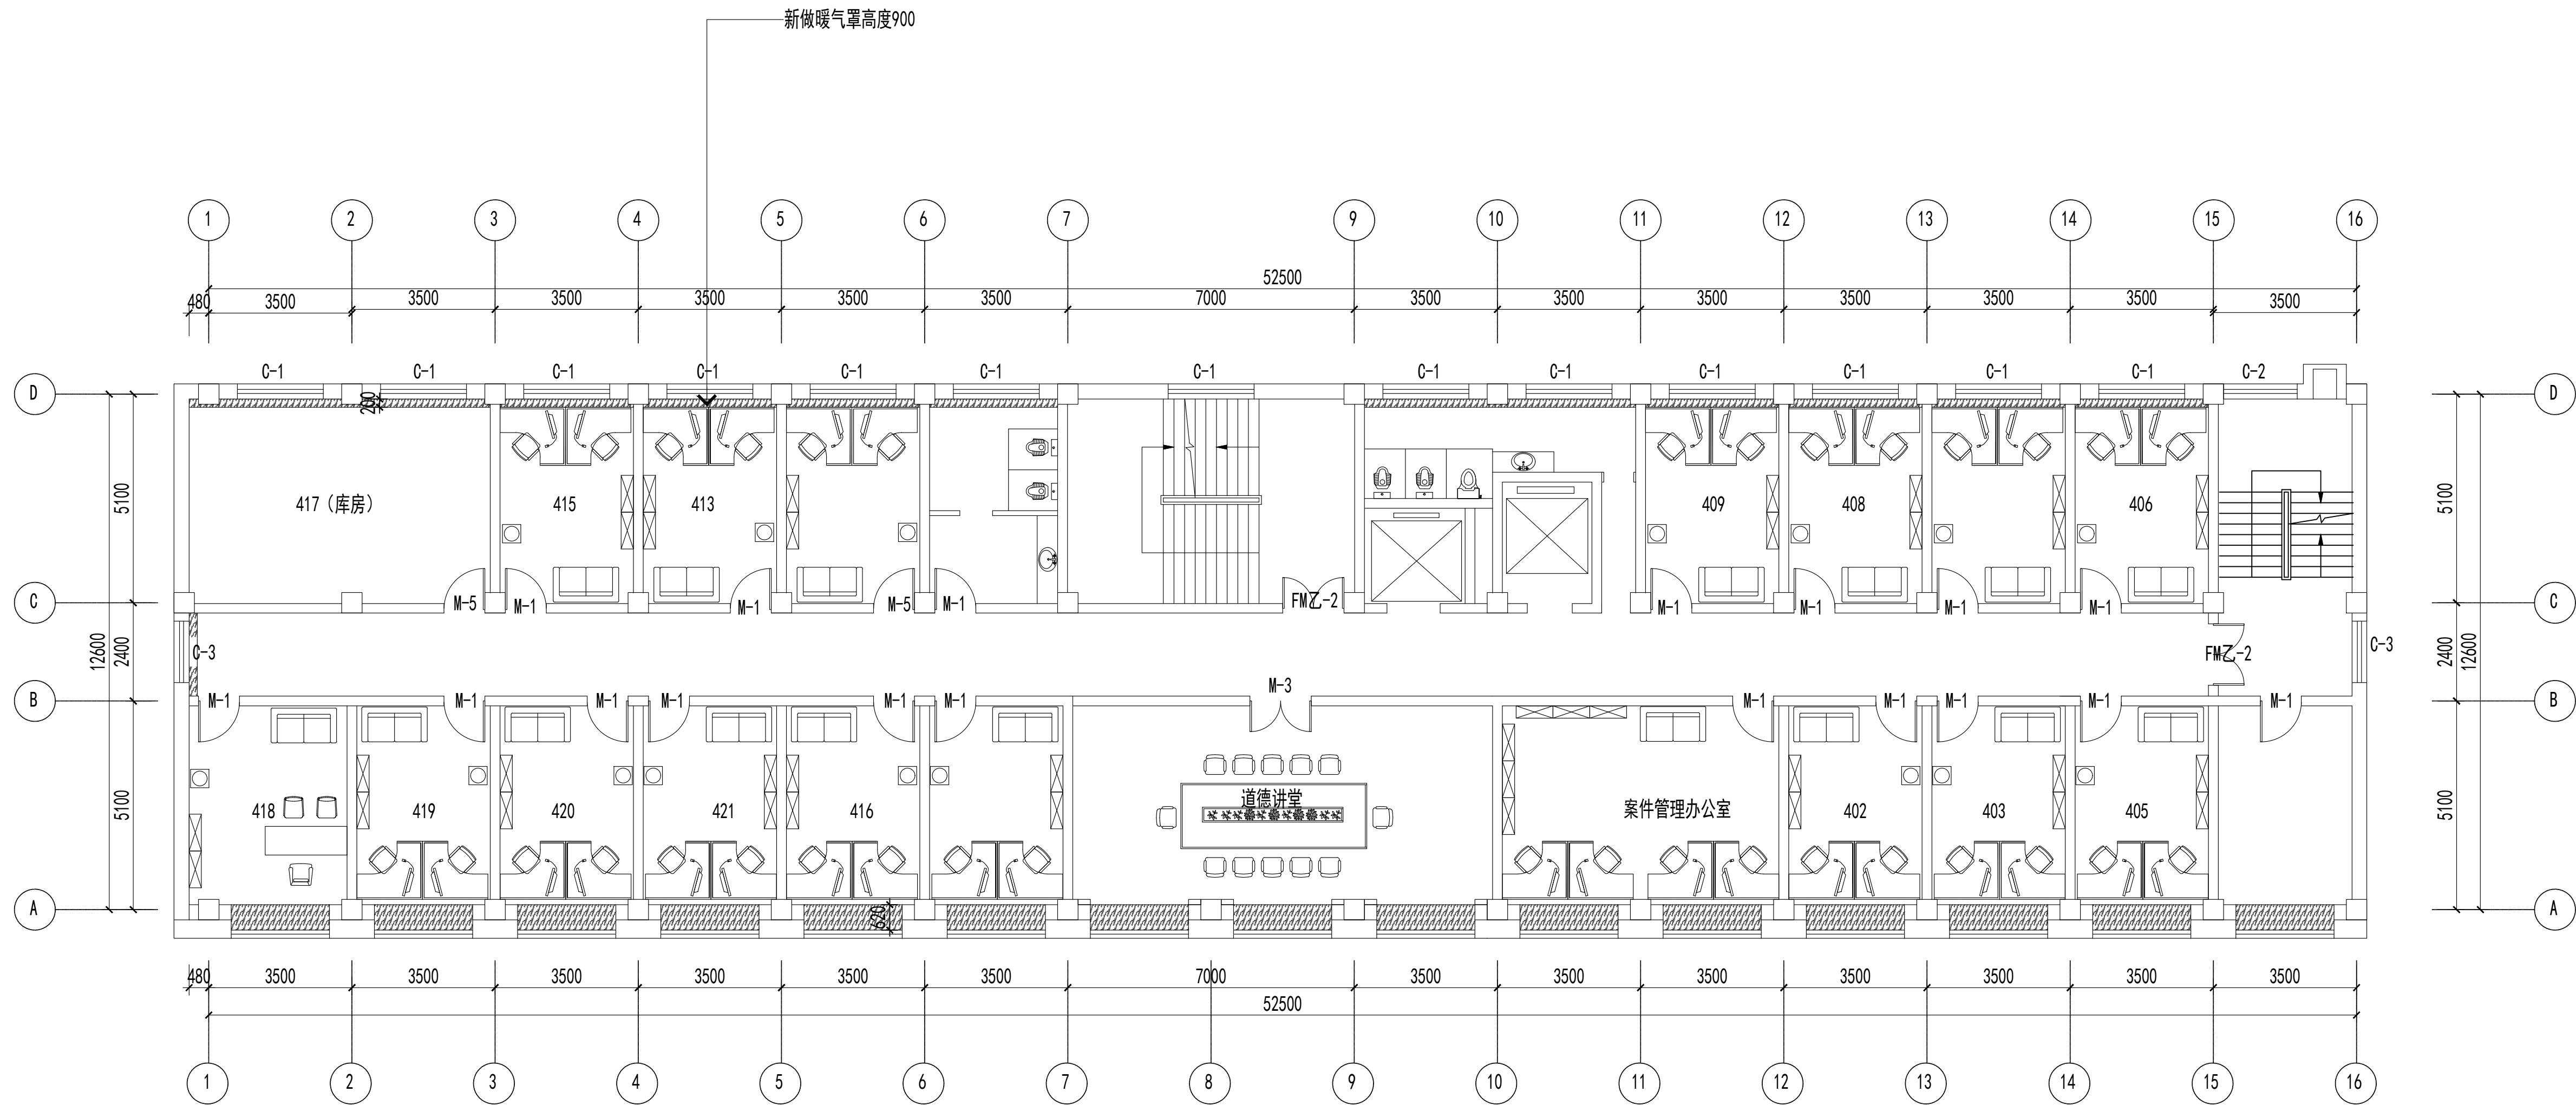 新做暖气罩高度900
1 2 3 4 5 6 7 9 10 11 12 13 14 15 16
52500
480 3500 3500 3500 3500 3500 3500 7000 3500 3500 3500 3500 3500 3500 3500
C-1 C-1 C-1 C-1 C-1 C-1 C-1 C-1 C-1 C-1 C-1 C-1 C-1 C-2
D D
200
5100 417（库房） 415 413 409 408 406 5100
C M-5 M-1 M-1 M-5 M-1 FM乙-2 M-1 M-1 M-1 M-1 C
12600 2400 C-3 FM乙-2 C-3 2400 12600
M-3
B M-1 M-1 M-1 M-1 M-1 M-1 M-1 M-1 M-1 M-1 M-1 B
道德讲堂
5100 418 419 420 421 416 案件管理办公室 402 403 405 5100
A 620 A
480 3500 3500 3500 3500 3500 3500 7000 3500 3500 3500 3500 3500 3500 3500
52500
1 2 3 4 5 6 7 8 9 10 11 12 13 14 15 16